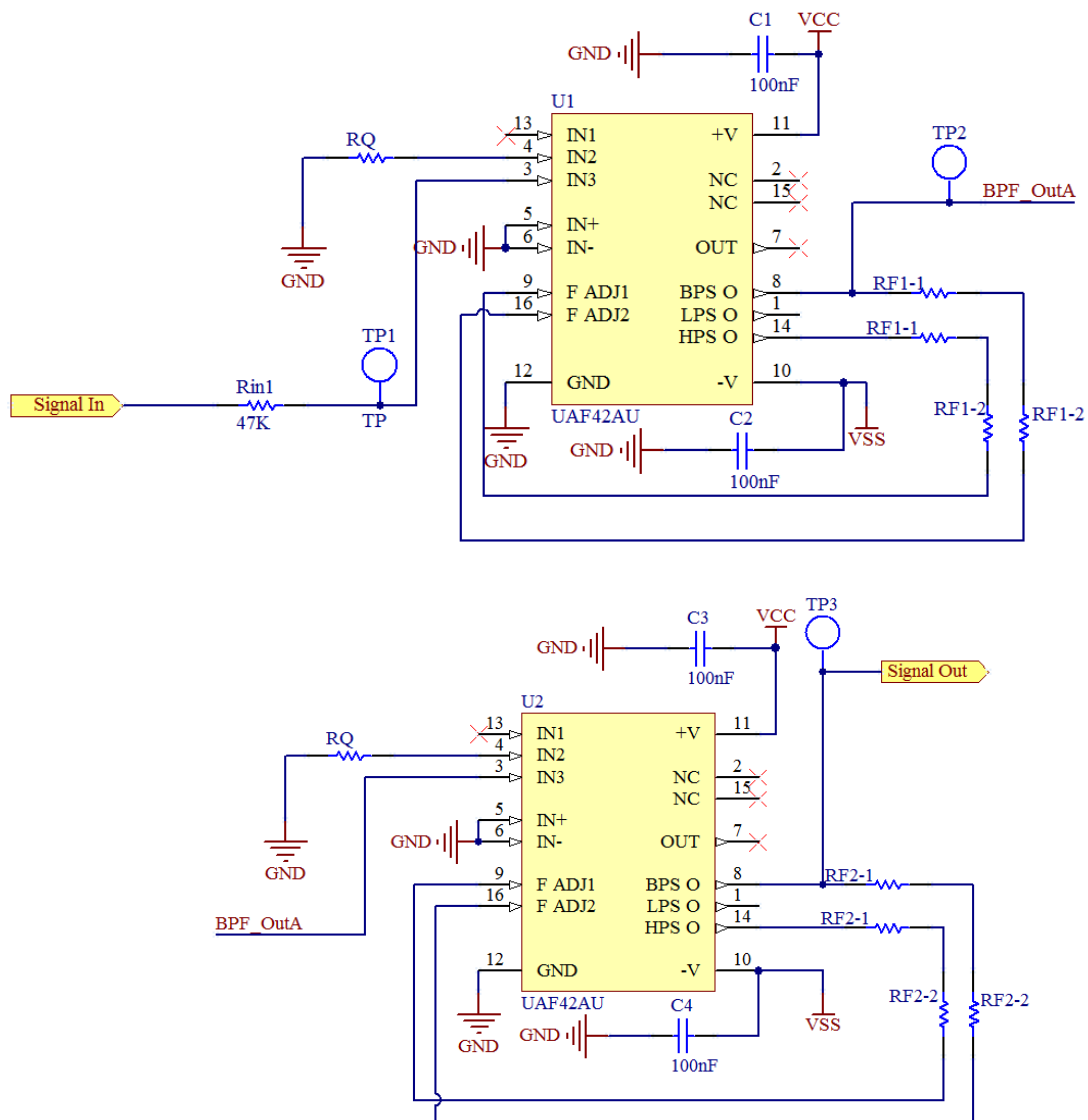 C1
VCC
GND
100nF
U1
13
IN1
+V
11
RQ
4
IN2
TP2
3
IN3
NC
2
NC
15
BPF_OutA
5
IN+
GND
6
IN-
OUT
7
GND
9
F ADJ1
BPS O
8
RF1-1
16
F ADJ2
LPS O
1
HPS O
14
RF1-1
TP1
12
GND
-V
10
Rin1
Signal In
47K
TP
UAF42AU
C2
VSS
RF1-2
RF1-2
GND
GND
100nF
TP3
C3
VCC
GND
100nF
Signal Out
U2
13
IN1
+V
11
RQ
4
IN2
3
IN3
NC
2
NC
15
5
IN+
GND
6
IN-
OUT
7
GND
9
F ADJ1
BPS O
8
RF2-1
16
F ADJ2
LPS O
1
BPF_OutA
HPS O
14
RF2-1
12
GND
-V
10
RF2-2
RF2-2
UAF42AU
C4
VSS
GND
GND
100nF